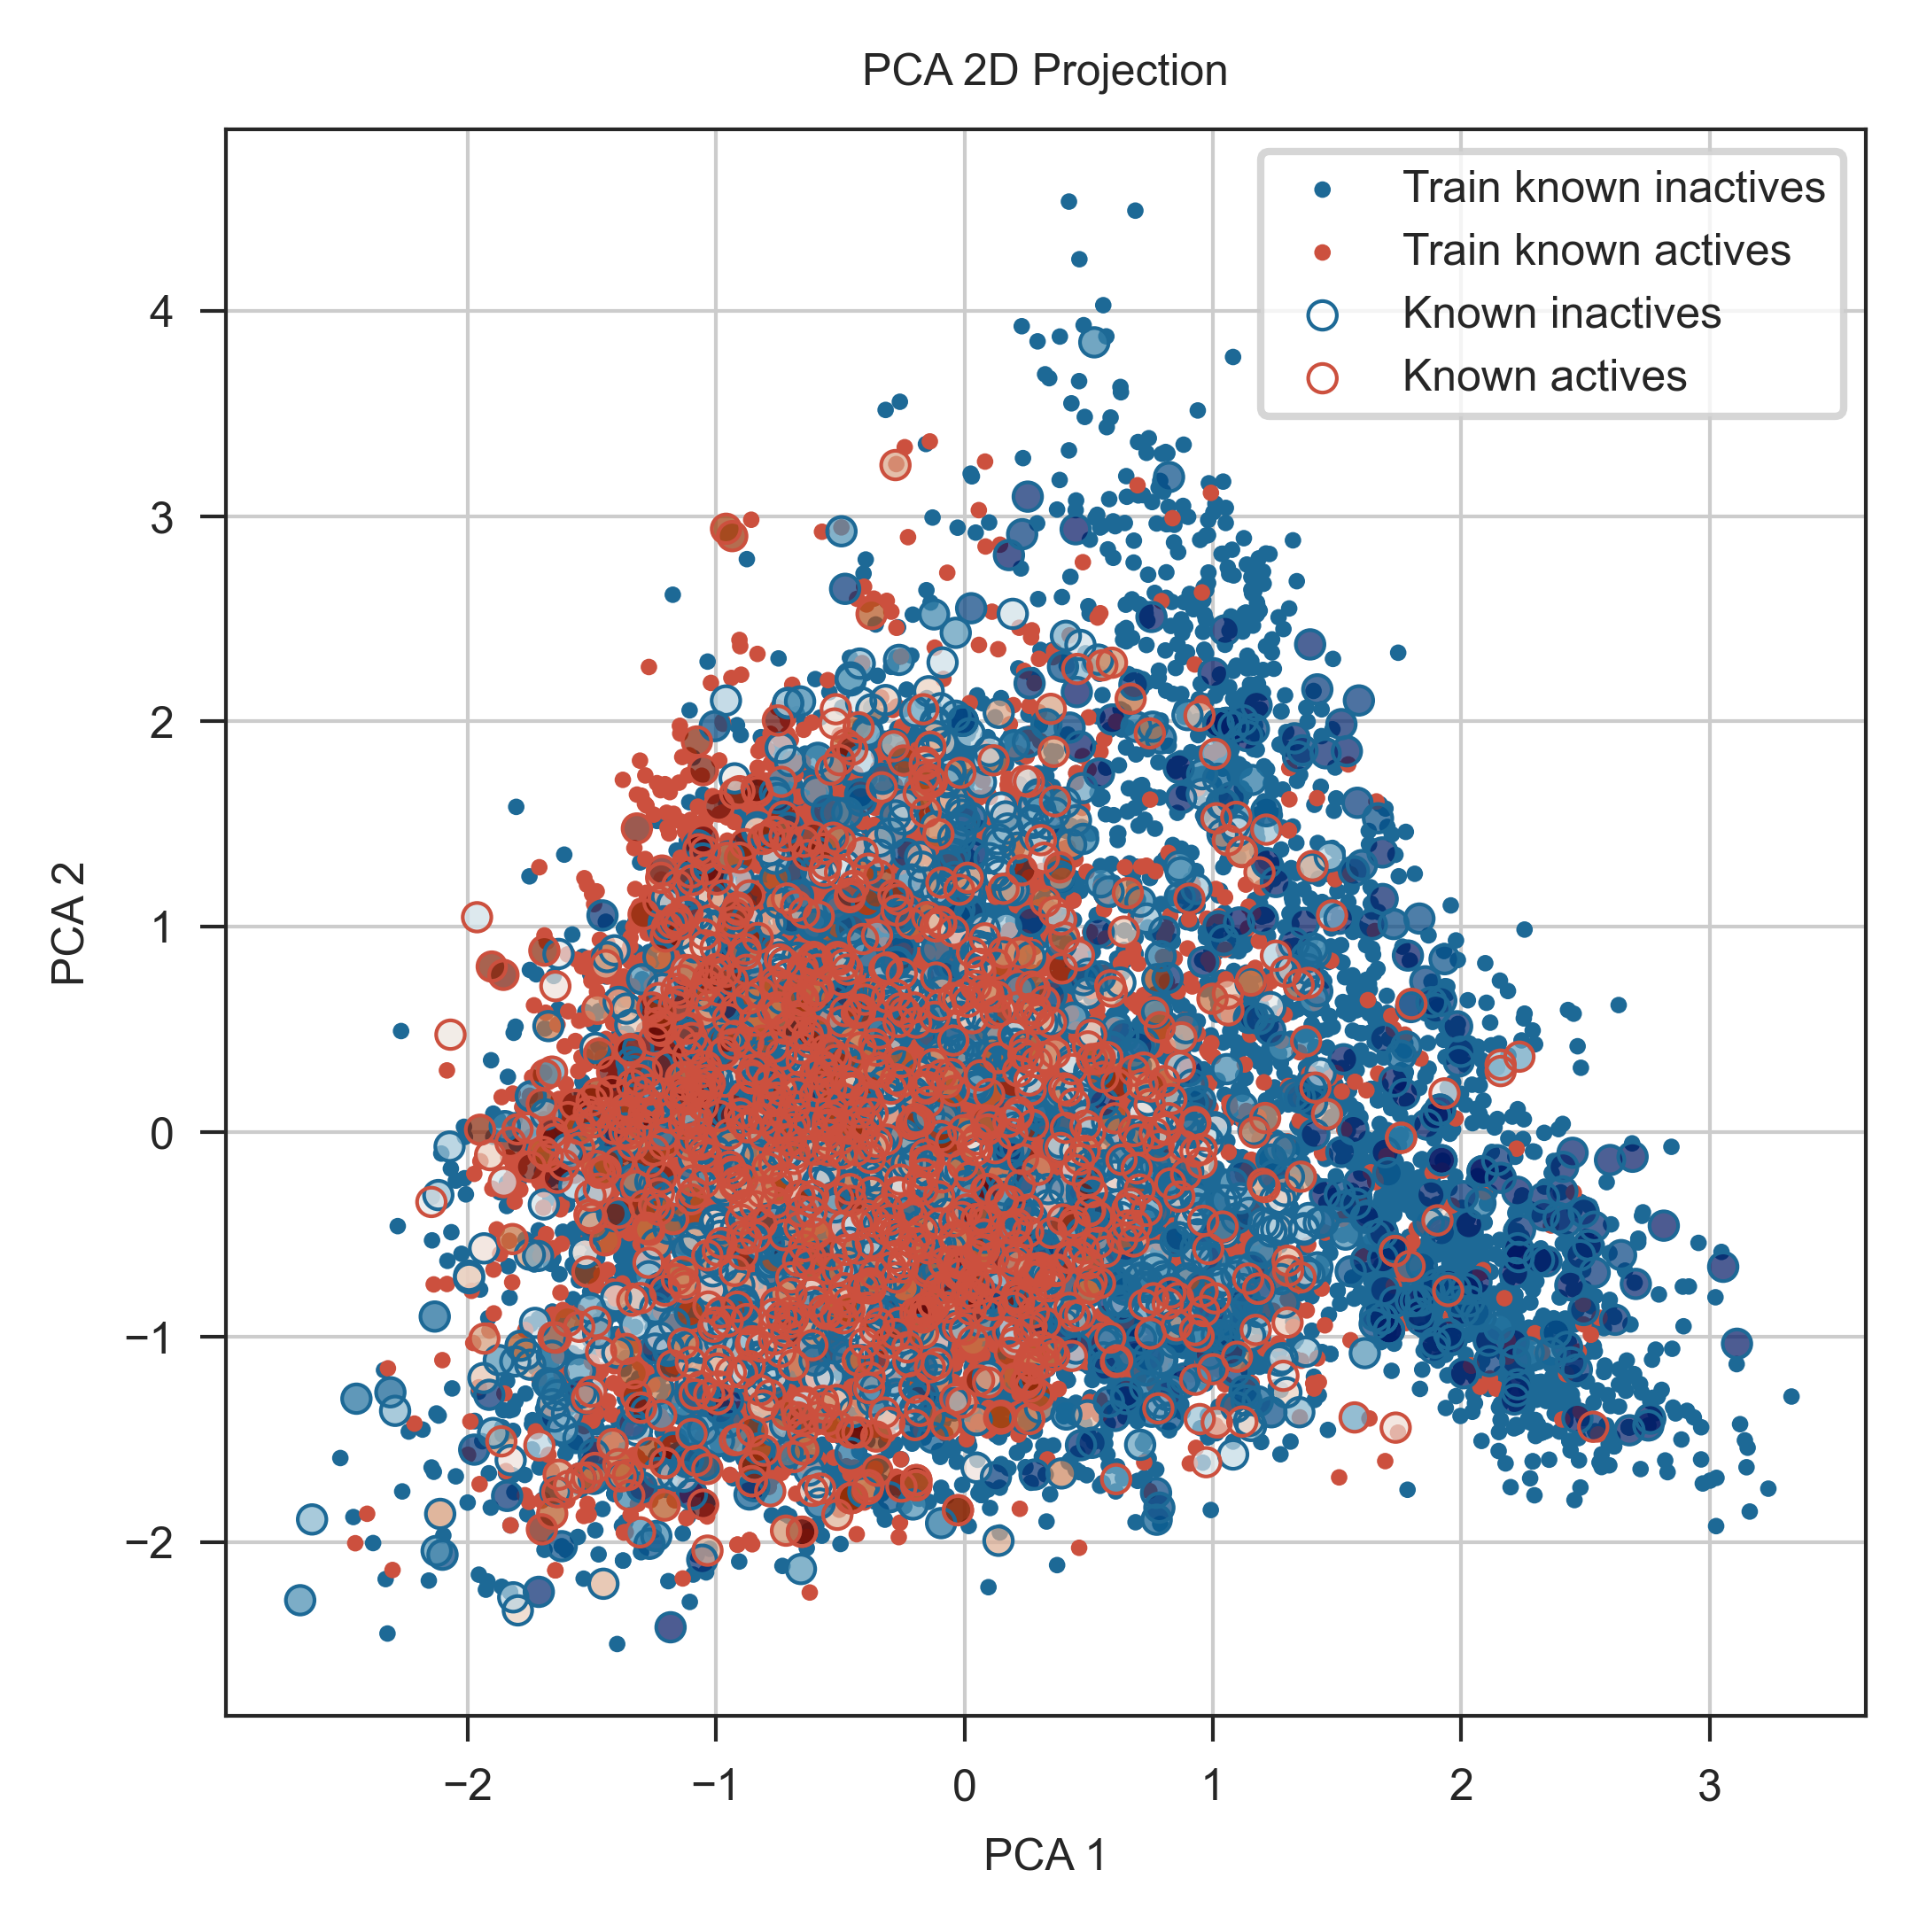 PCA 2D Projection
Train known inactives
Train known actives
Known inactives
Known actives
4
3
2
1
0
−1
−2
PCA 2
−2
−1
0
1
2
3
PCA 1